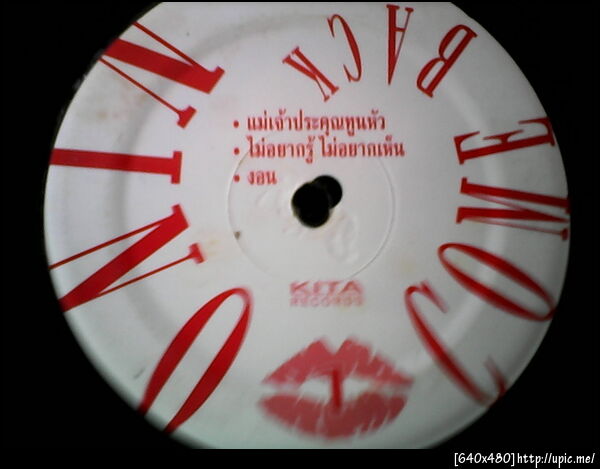 ONIN
COME BACK
• แม่เจ้าประคุณทูนหัว
• ไม่อยากรู้ ไม่อยากเห็น
• งอน
KITA
RECORDS
1
[640x480]http://upic.me/